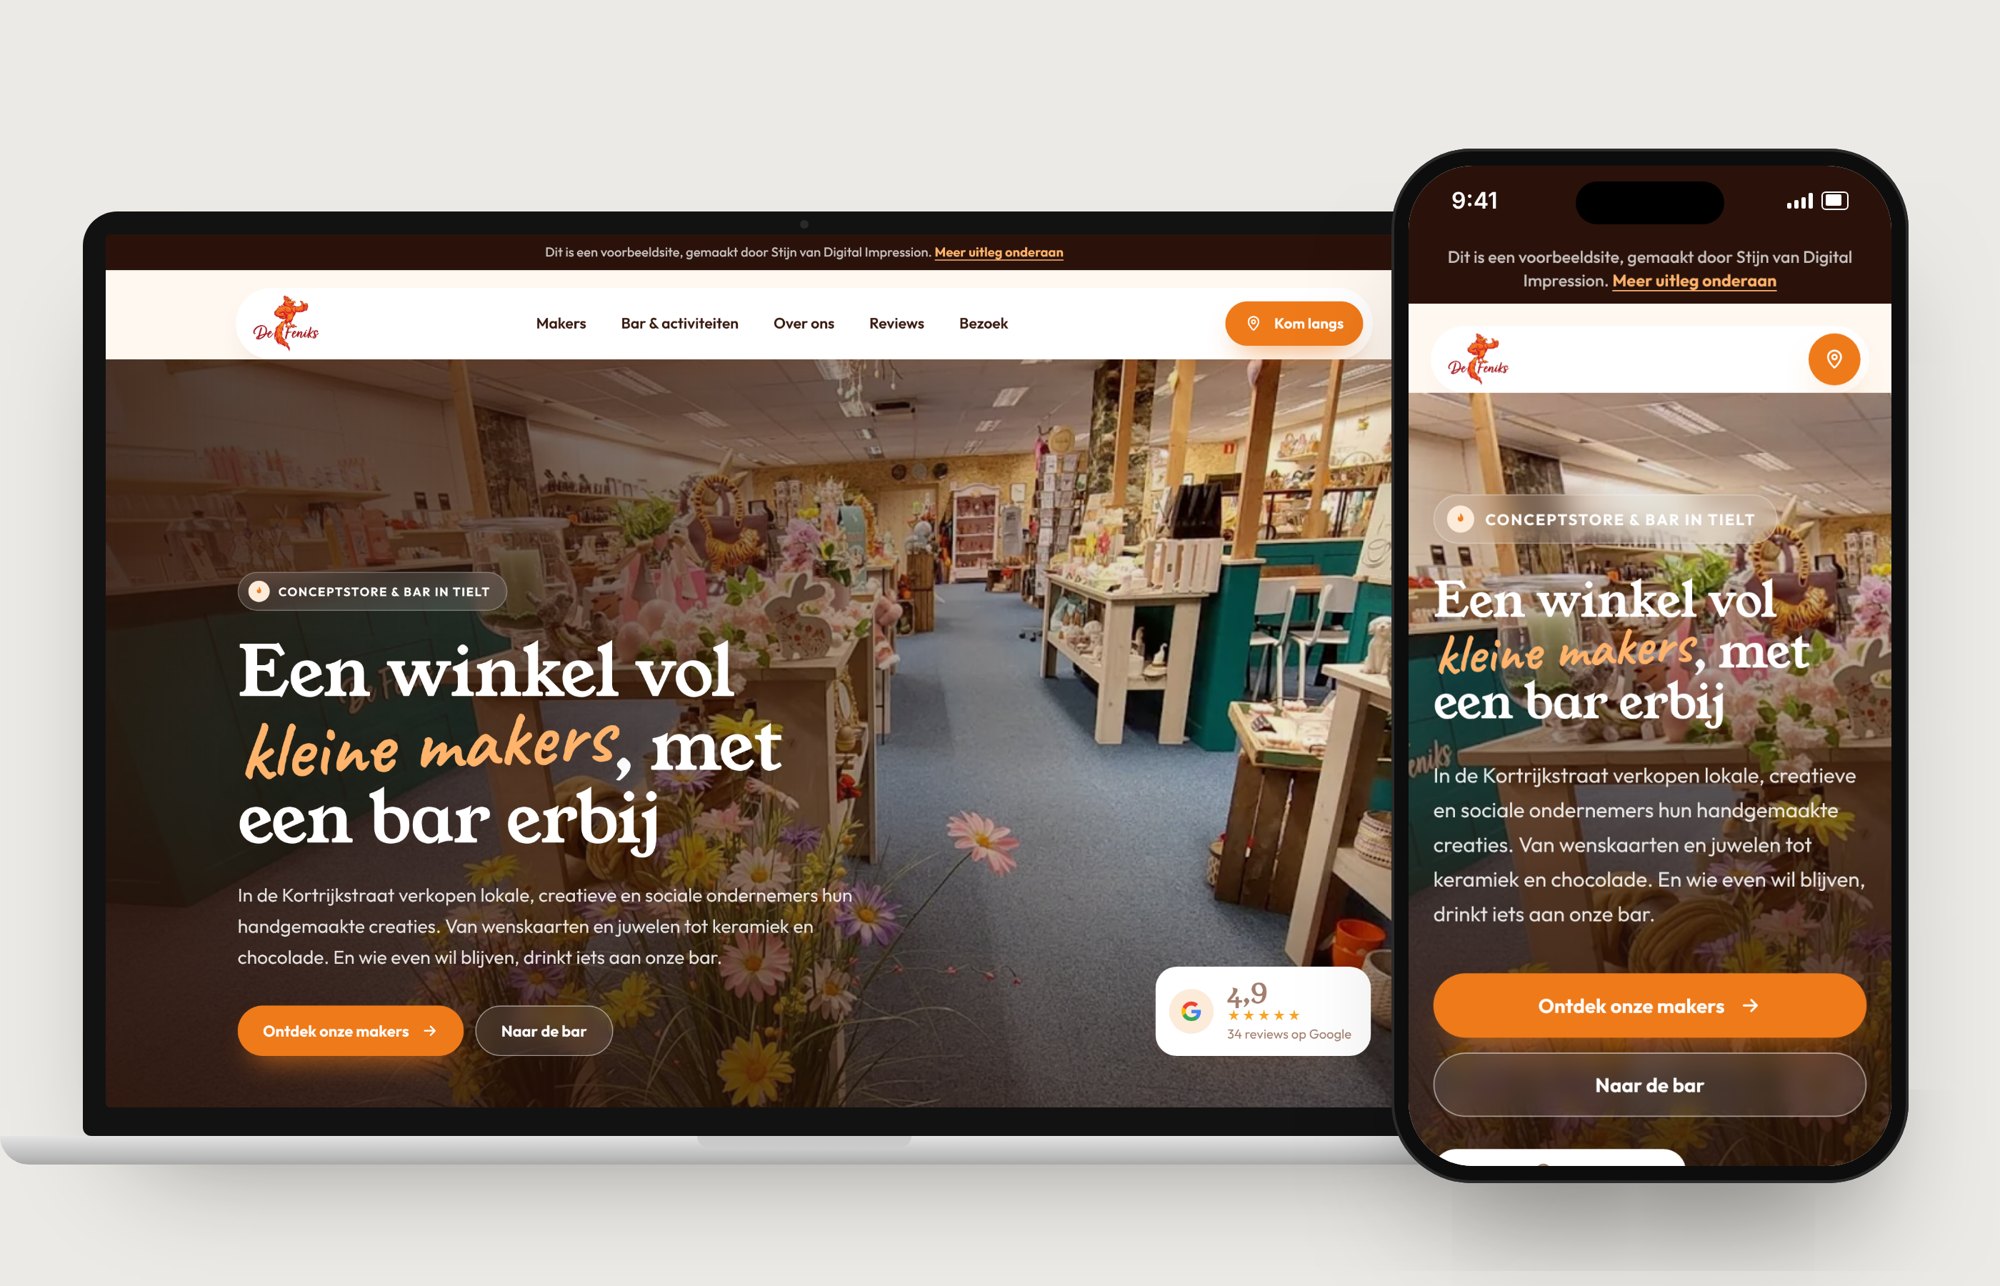 Dit is een voorbeeldsite, gemaakt door Stijn van Digital Impression. Meer uitleg onderaan
De Feniks
Makers
Bar & activiteiten
Over ons
Reviews
Bezoek
Kom langs
CONCEPTSTORE & BAR IN TIELT
Een winkel vol
kleine makers, met
een bar erbij
In de Kortrijkstraat verkopen lokale, creatieve en sociale ondernemers hun
handgemaakte creaties. Van wenskaarten en juwelen tot keramiek en
chocolade. En wie even wil blijven, drinkt iets aan onze bar.
Ontdek onze makers
Naar de bar
4,9
34 reviews op Google
9:41
Dit is een voorbeeldsite, gemaakt door Stijn van Digital
Impression. Meer uitleg onderaan
De Feniks
CONCEPTSTORE & BAR IN TIELT
Een winkel vol
kleine makers, met
een bar erbij
In de Kortrijkstraat verkopen lokale, creatieve
en sociale ondernemers hun handgemaakte
creaties. Van wenskaarten en juwelen tot
keramiek en chocolade. En wie even wil blijven,
drinkt iets aan onze bar.
Ontdek onze makers
Naar de bar